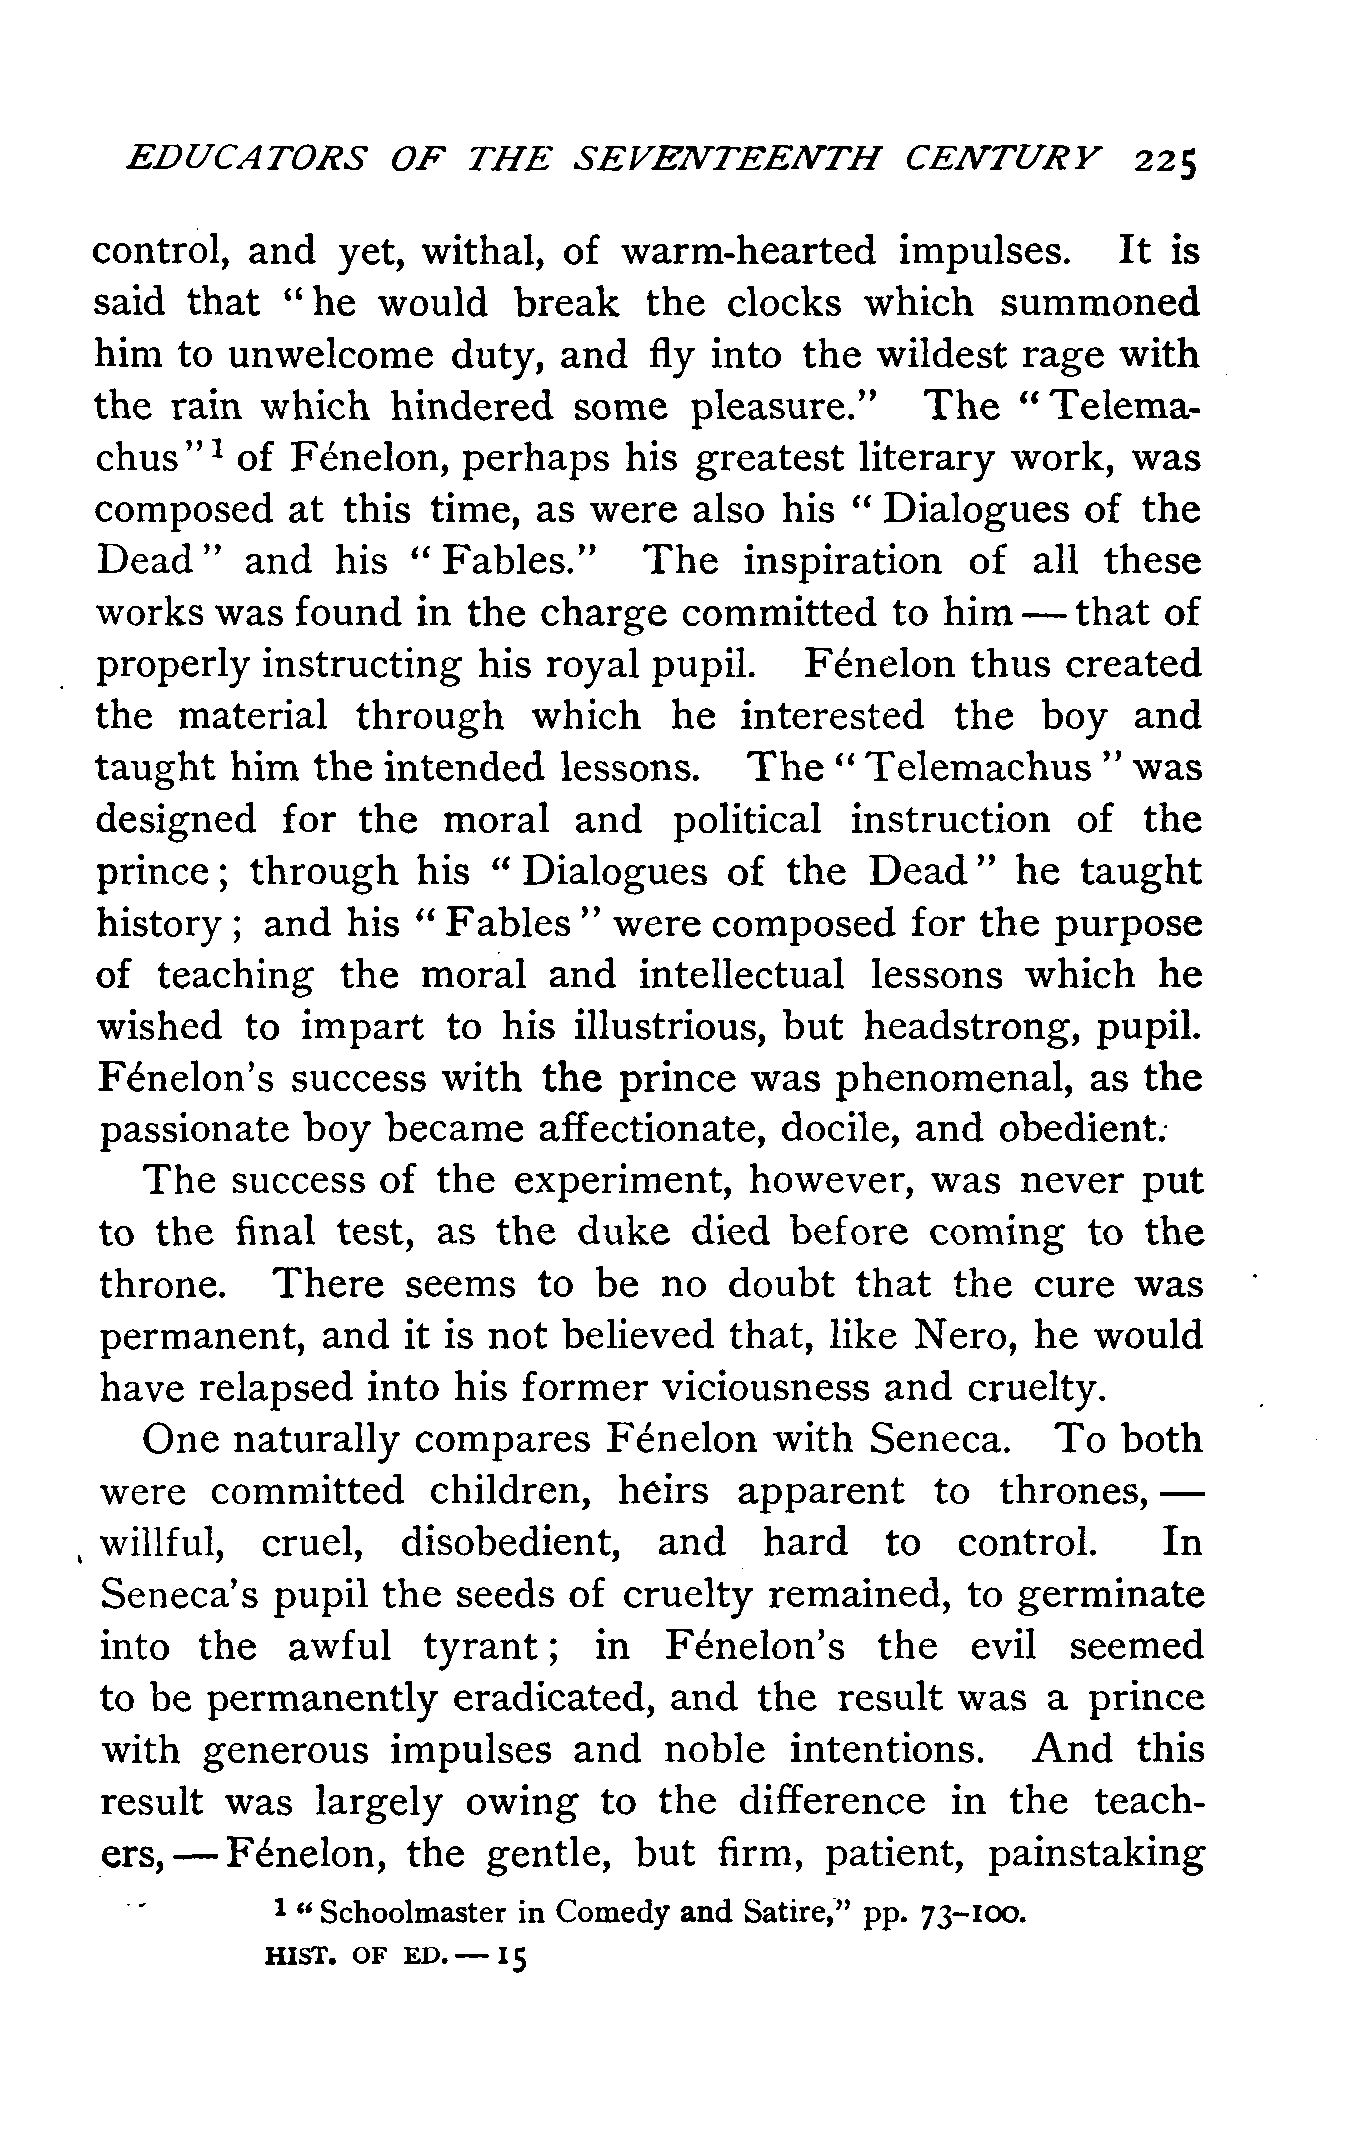 EDUCATORS OF THE SEVENTEENTH CENTURY 225
control, and yet, withal, of warm-hearted impulses. It is
said that “he would break the clocks which summoned
him to unwelcome duty, and fly into the wildest rage with
the rain which hindered some pleasure.” The “Telema-
chus”¹ of Fénelon, perhaps his greatest literary work, was
composed at this time, as were also his “Dialogues of the
Dead” and his “Fables.” The inspiration of all these
works was found in the charge committed to him — that of
properly instructing his royal pupil. Fénelon thus created
the material through which he interested the boy and
taught him the intended lessons. The “Telemachus” was
designed for the moral and political instruction of the
prince; through his “Dialogues of the Dead” he taught
history; and his “Fables” were composed for the purpose
of teaching the moral and intellectual lessons which he
wished to impart to his illustrious, but headstrong, pupil.
Fénelon’s success with the prince was phenomenal, as the
passionate boy became affectionate, docile, and obedient.
The success of the experiment, however, was never put
to the final test, as the duke died before coming to the
throne. There seems to be no doubt that the cure was
permanent, and it is not believed that, like Nero, he would
have relapsed into his former viciousness and cruelty.
One naturally compares Fénelon with Seneca. To both
were committed children, heirs apparent to thrones, —
willful, cruel, disobedient, and hard to control. In
Seneca’s pupil the seeds of cruelty remained, to germinate
into the awful tyrant; in Fénelon’s the evil seemed
to be permanently eradicated, and the result was a prince
with generous impulses and noble intentions. And this
result was largely owing to the difference in the teach-
ers, — Fénelon, the gentle, but firm, patient, painstaking
¹ “Schoolmaster in Comedy and Satire,” pp. 73–100.
HIST. OF ED. — 15